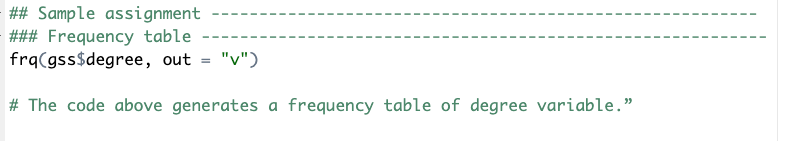 ## Sample assignment ---------------------------------------------------------
### Frequency table -----------------------------------------------------------
frq(gss$degree, out = "v")
# The code above generates a frequency table of degree variable.”